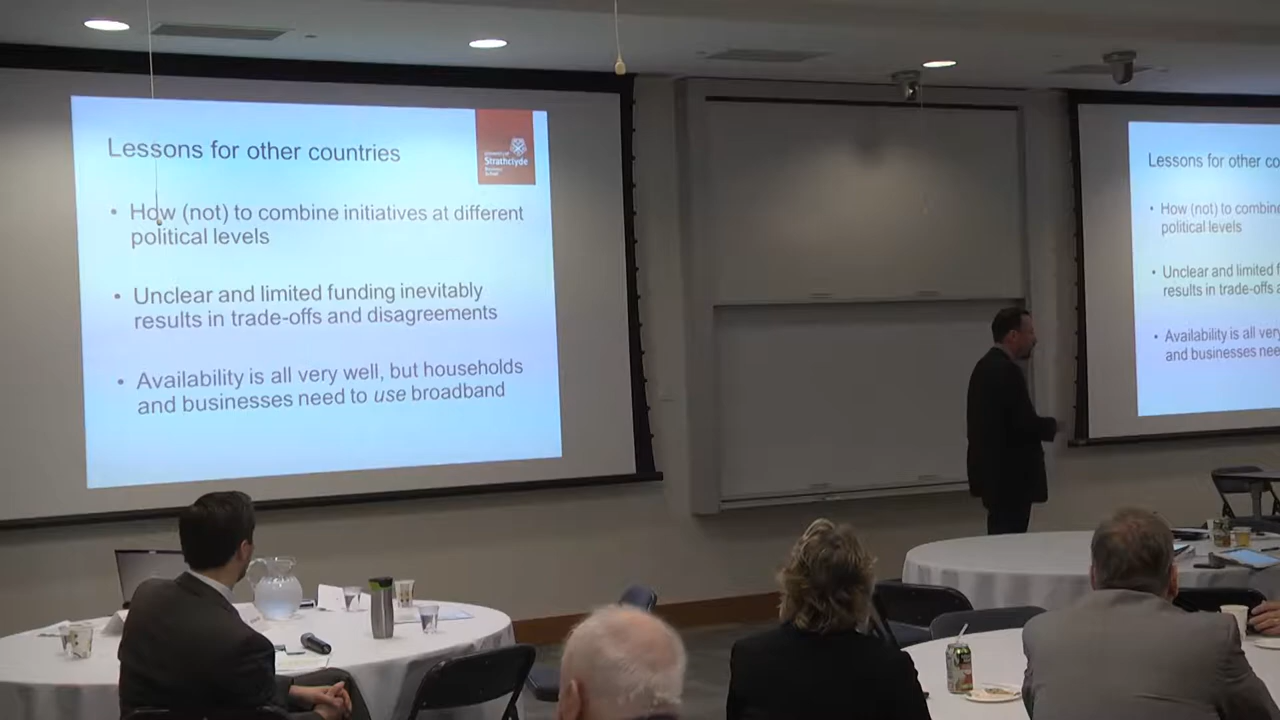 Lessons for other countries
University of
Strathclyde
Business
School
• How (not) to combine initiatives at different
political levels
• Unclear and limited funding inevitably
results in trade-offs and disagreements
• Availability is all very well, but households
and businesses need to use broadband
Lessons for other co
• How (not) to combine
political levels
• Unclear and limited f
results in trade-offs a
• Availability is all very
and businesses nee